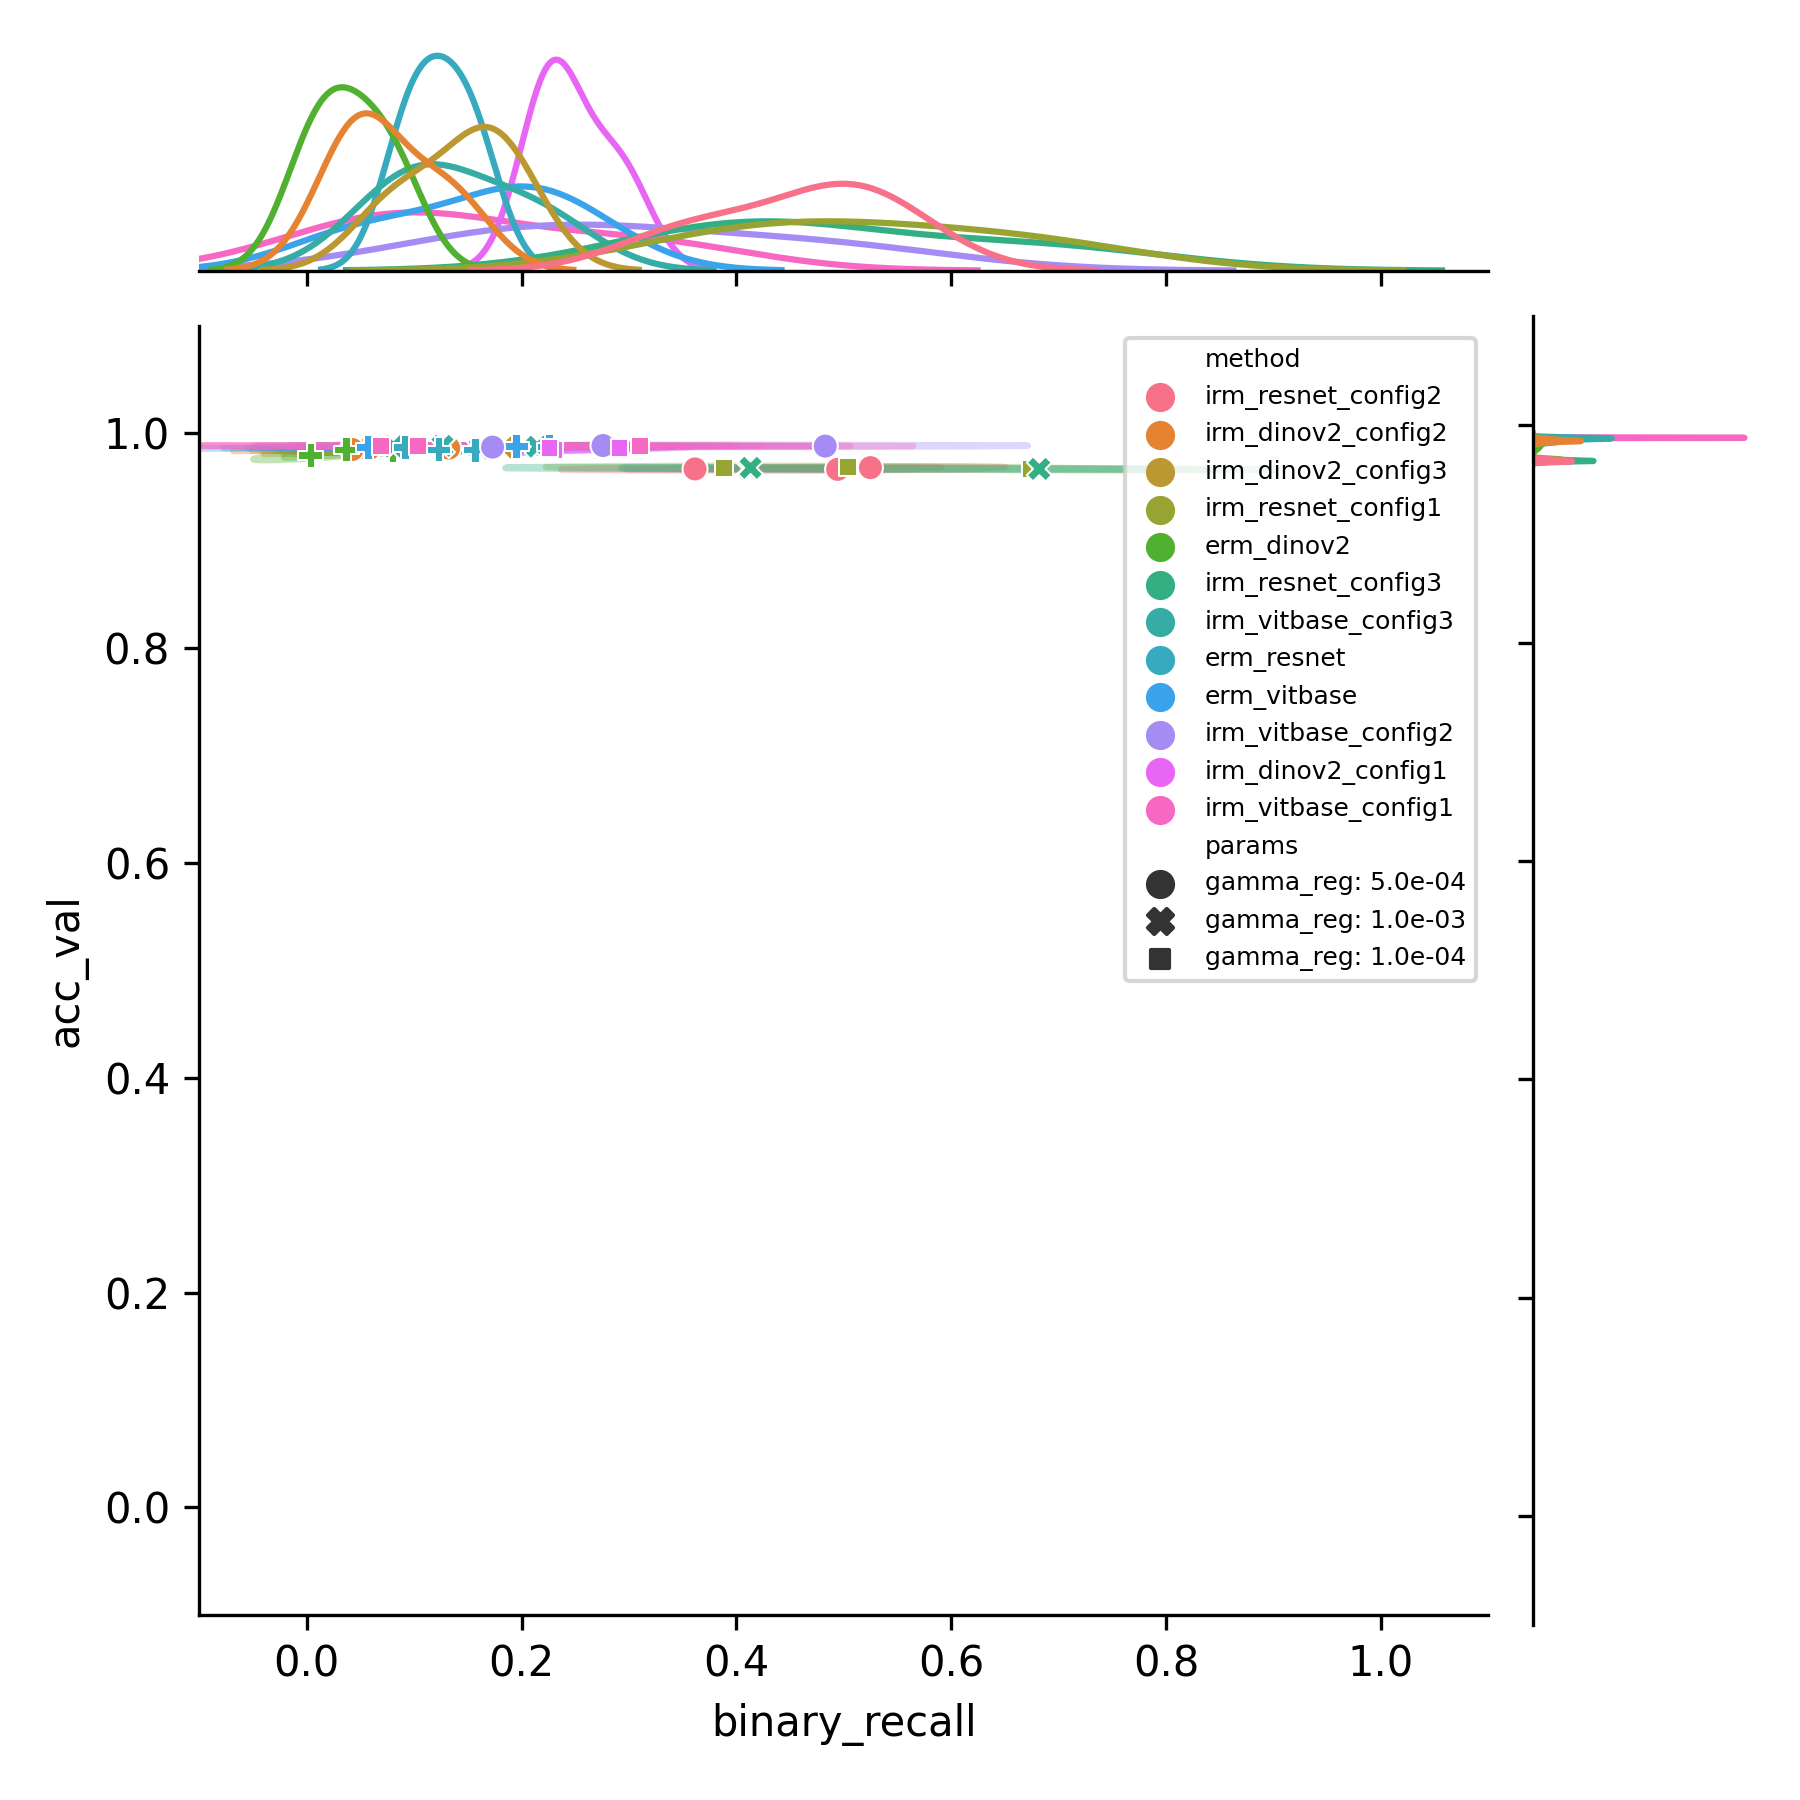 method
irm_resnet_config2
irm_dinov2_config2
irm_dinov2_config3
irm_resnet_config1
erm_dinov2
irm_resnet_config3
irm_vitbase_config3
erm_resnet
erm_vitbase
irm_vitbase_config2
irm_dinov2_config1
irm_vitbase_config1
params
gamma_reg: 5.0e-04
gamma_reg: 1.0e-03
gamma_reg: 1.0e-04
acc_val
1.0
0.8
0.6
0.4
0.2
0.0
0.0 0.2 0.4 0.6 0.8 1.0
binary_recall